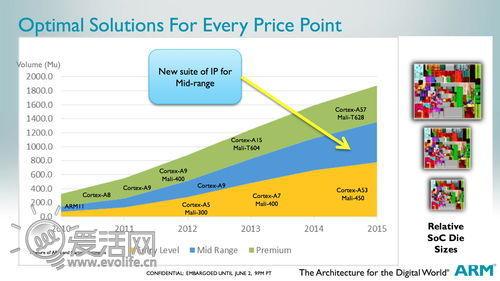 Optimal Solutions For Every Price Point
Volume (Mu)
2000.0
1800.0
1600.0
1400.0
1200.0
1000.0
800.0
600.0
400.0
200.0
New suite of IP for
Mid-range
Cortex-A57
Mali-T628
Cortex-A15
Mali-T604
Cortex-A9
Mali-400
Cortex-A8
Cortex-A9
Cortex-A9
ARM11
Cortex-A5
Mali-300
Cortex-A7
Mali-400
Cortex-A53
Mali-450
2010
2011
2012
2013
2014
2015
Entry Level
Mid Range
Premium
Relative
SoC Die
Sizes
爱活网
www.evolife.cn
CONFIDENTIAL: EMBARGOED UNTIL JUNE 2, 9PM PT
The Architecture for the Digital World®
ARM